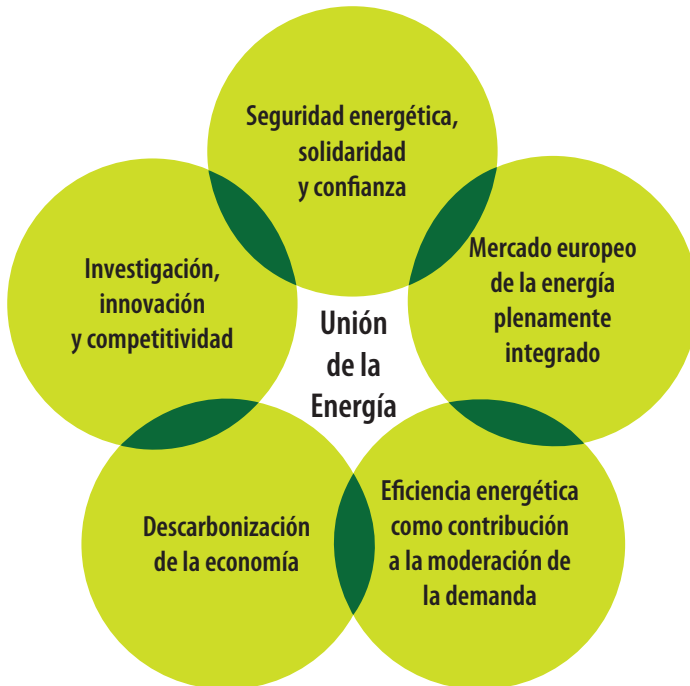 Seguridad energética,
solidaridad
y confianza
Mercado europeo
de la energía
plenamente
integrado
Investigación,
innovación
y competitividad
Unión
de la
Energía
Eficiencia energética
como contribución
a la moderación de
la demanda
Descarbonización
de la economía